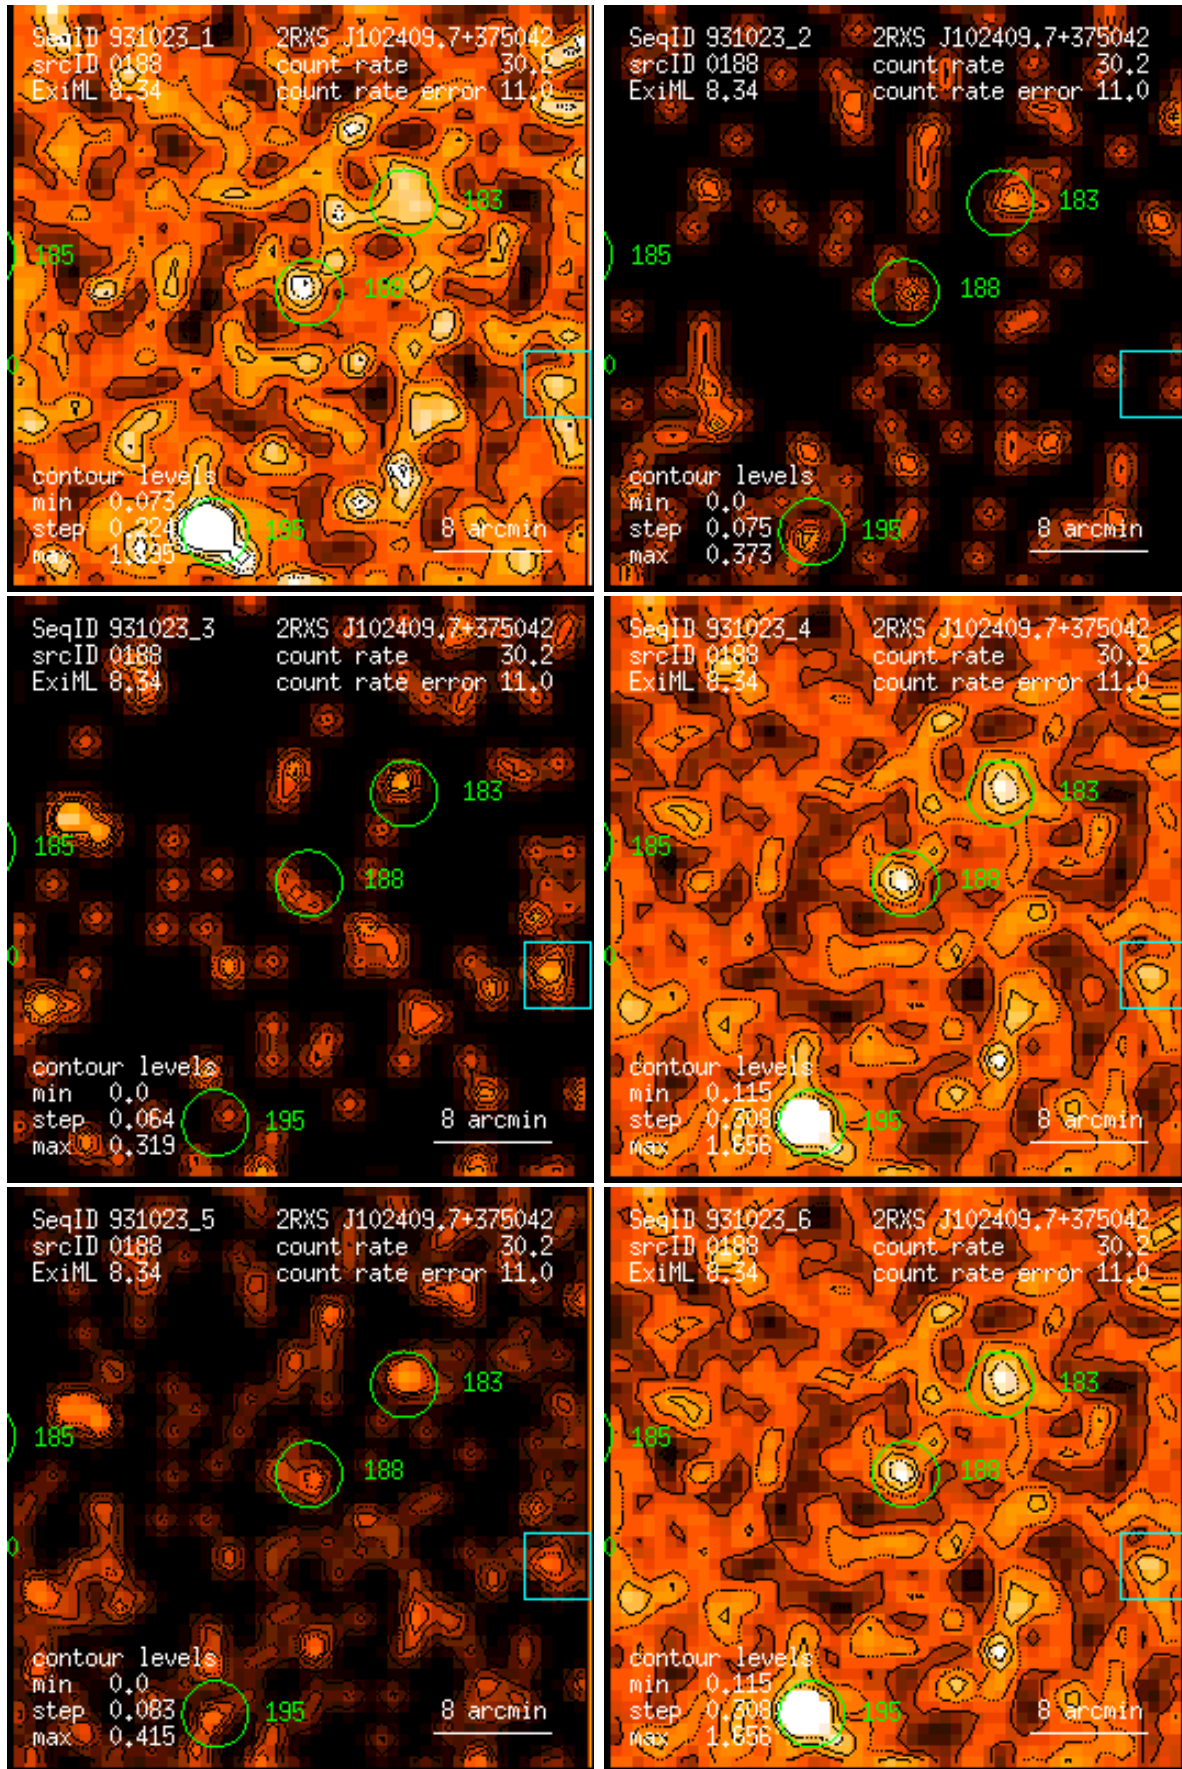 SeqID 931023_1 2RXS J102409.7+375042
srcID 0188 count rate 30.2
ExiML 8.34 count rate error 11.0
183
185
188
0
contour levels
min 0.073
step 0.224
max 1.195
195
8 arcmin
SeqID 931023_2 2RXS J102409.7+375042
srcID 0188 count rate 30.2
ExiML 8.34 count rate error 11.0
183
185
188
0
contour levels
min 0.0
step 0.075
max 0.373
195
8 arcmin
SeqID 931023_3 2RXS J102409.7+375042
srcID 0188 count rate 30.2
ExiML 8.34 count rate error 11.0
183
185
188
0
contour levels
min 0.0
step 0.064
max 0.319
195
8 arcmin
SeqID 931023_4 2RXS J102409.7+375042
srcID 0188 count rate 30.2
ExiML 8.34 count rate error 11.0
183
185
188
0
contour levels
min 0.115
step 0.308
max 1.656
195
8 arcmin
SeqID 931023_5 2RXS J102409.7+375042
srcID 0188 count rate 30.2
ExiML 8.34 count rate error 11.0
183
185
188
0
contour levels
min 0.0
step 0.083
max 0.415
195
8 arcmin
SeqID 931023_6 2RXS J102409.7+375042
srcID 0188 count rate 30.2
ExiML 8.34 count rate error 11.0
183
185
188
0
contour levels
min 0.115
step 0.308
max 1.656
195
8 arcmin